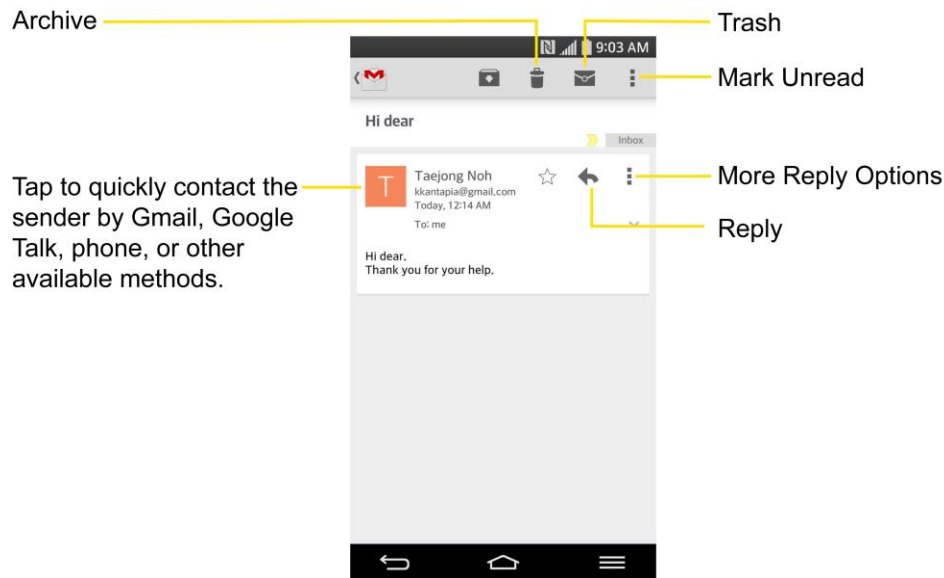 Archive
Trash
9:03 AM
Mark Unread
Hi dear
Inbox
Tap to quickly contact the
sender by Gmail, Google
Talk, phone, or other
available methods.
T
Taejong Noh
kkantapia@gmail.com
Today, 12:14 AM
To: me
More Reply Options
Reply
Hi dear.
Thank you for your help.